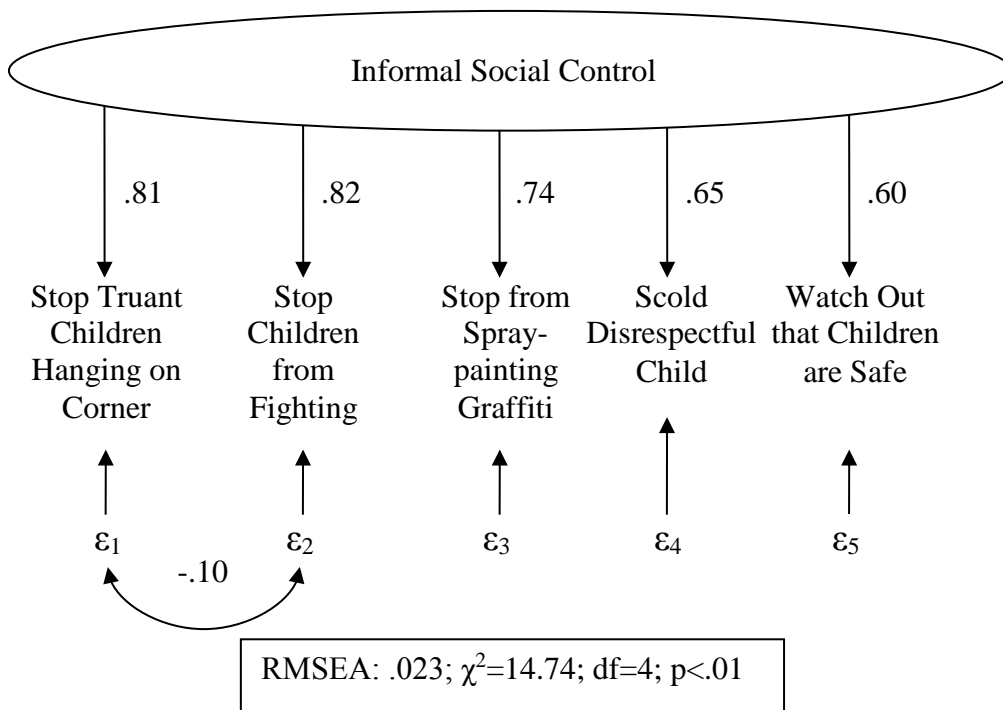 Informal Social Control
.81 .82 .74 .65 .60
Stop Truant
Children
Hanging on
Corner
Stop
Children
from
Fighting
Stop from
Spray-
painting
Graffiti
Scold
Disrespectful
Child
Watch Out
that Children
are Safe
ε₁ ε₂ ε₃ ε₄ ε₅
-.10
RMSEA: .023; χ²=14.74; df=4; p<.01